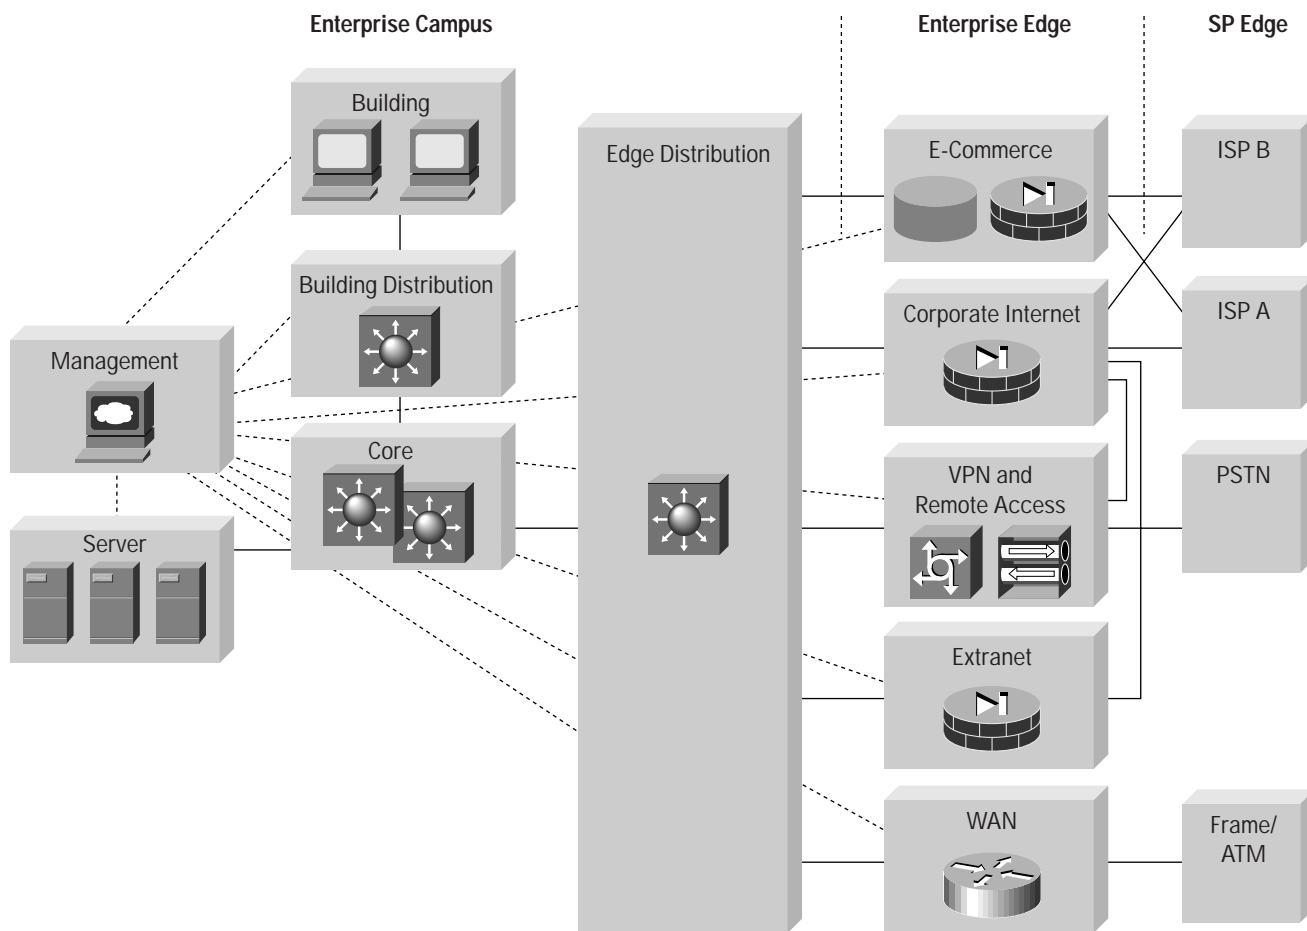 Enterprise Campus
Enterprise Edge
SP Edge
Building
Edge Distribution
E-Commerce
ISP B
Building Distribution
Corporate Internet
ISP A
Management
Core
VPN and
Remote Access
PSTN
Server
Extranet
WAN
Frame/
ATM